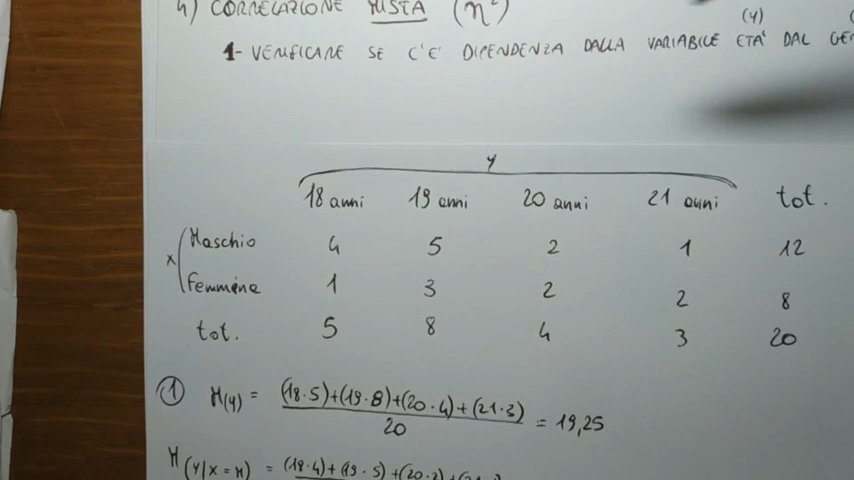 4) CORRELAZIONE MISTA (η²)
1- VERIFICARE SE C'E' DIPENDENZA DALLA VARIABILE ETA' DAL
(y)
y
18 anni 19 anni 20 anni 21 anni tot.
x
Maschio 4 5 2 1 12
Femmina 1 3 2 2 8
tot. 5 8 4 3 20
① M(y) = (18·5)+(19·8)+(20·4)+(21·3) / 20 = 19,25
M(y|x=M) = (18·4)+(19·5)+(20·2)+